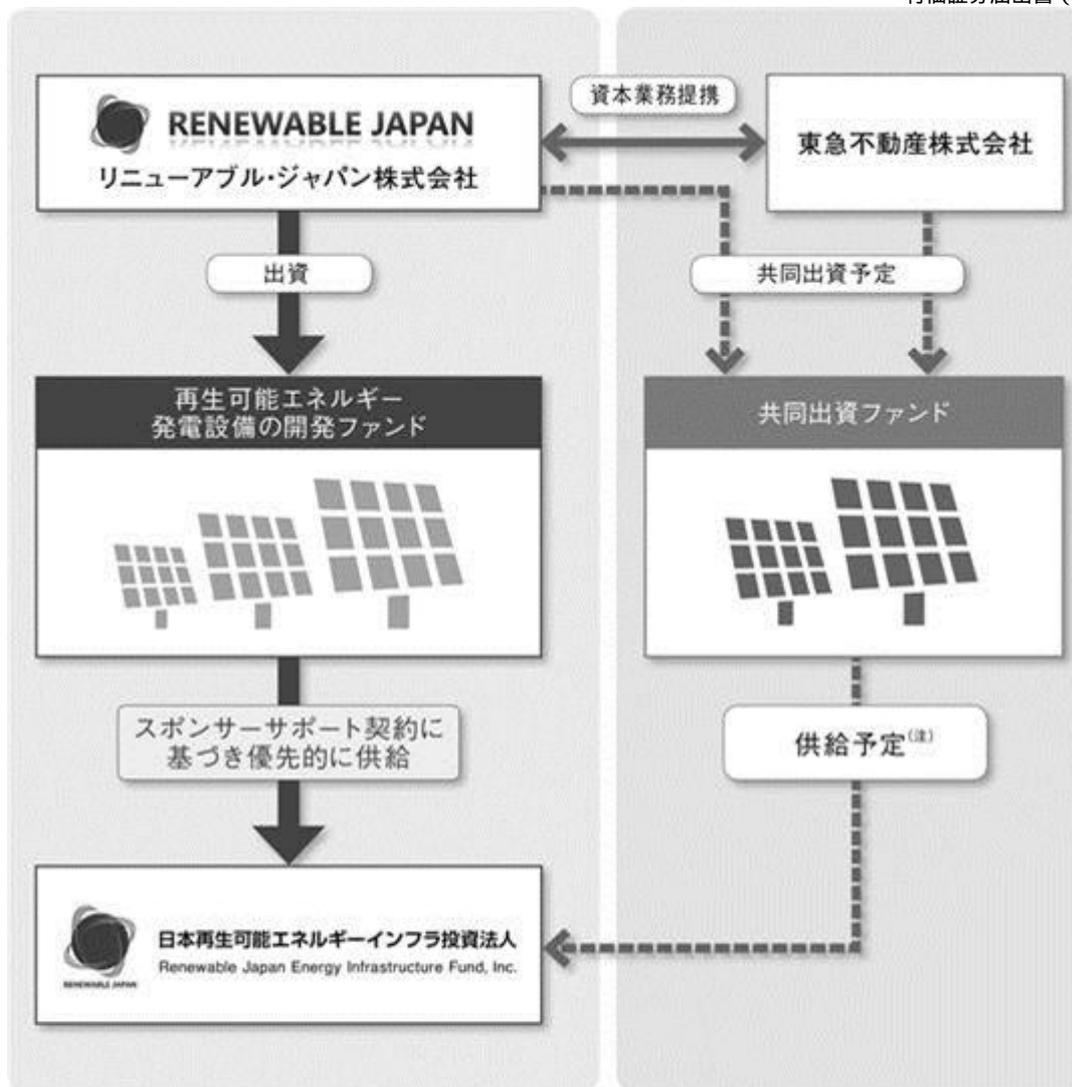 資本業務提携
RENEWABLE JAPAN
リニューアブル・ジャパン株式会社
東急不動産株式会社
出資
共同出資予定
再生可能エネルギー
発電設備の開発ファンド
共同出資ファンド
スポンサーサポート契約に
基づき優先的に供給
供給予定(注)
日本再生可能エネルギーインフラ投資法人
Renewable Japan Energy Infrastructure Fund, Inc.
RENEWABLE JAPAN